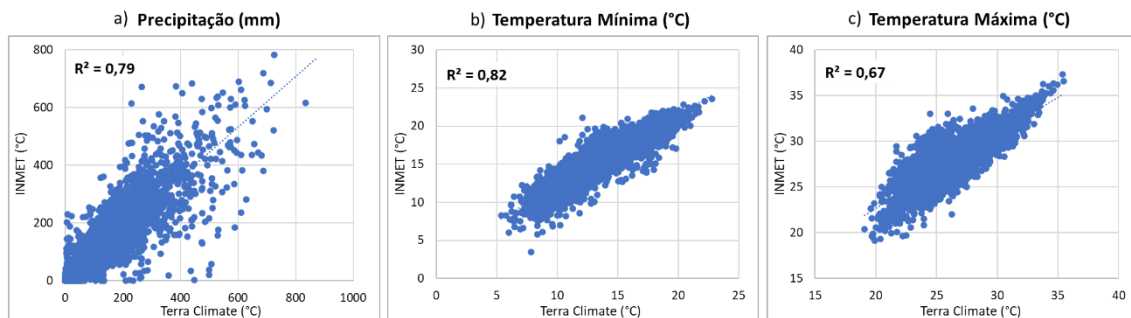 a) Precipitação (mm)
800
600
400
200
0
R² = 0,79
INMET (°C)
0 200 400 600 800 1000
Terra Climate (°C)
b) Temperatura Mínima (°C)
30
25
20
15
10
5
0
R² = 0,82
INMET (°C)
0 5 10 15 20 25
Terra Climate (°C)
c) Temperatura Máxima (°C)
40
35
30
25
20
15
R² = 0,67
INMET (°C)
15 20 25 30 35 40
Terra Climate (°C)